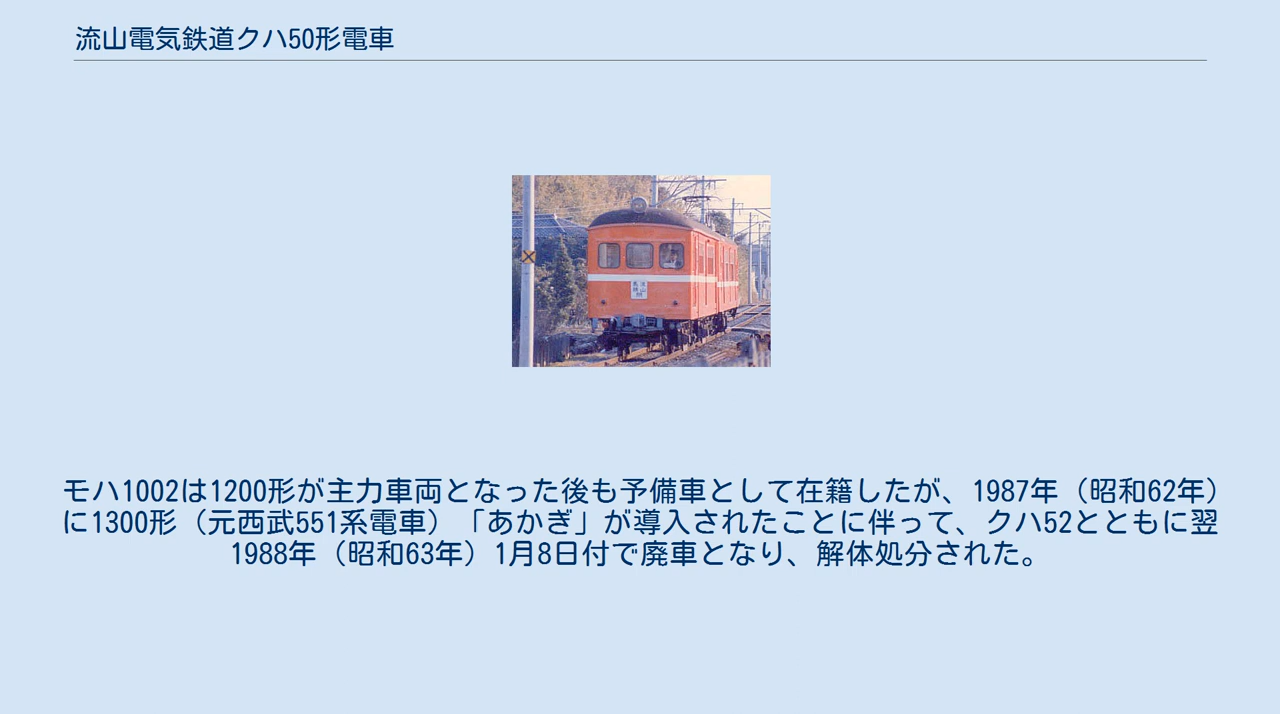 流山電気鉄道クハ50形電車
モハ1002は1200形が主力車両となった後も予備車として在籍したが、1987年（昭和62年）
に1300形（元西武551系電車）「あかぎ」が導入されたことに伴って、クハ52とともに翌
1988年（昭和63年）1月8日付で廃車となり、解体処分された。